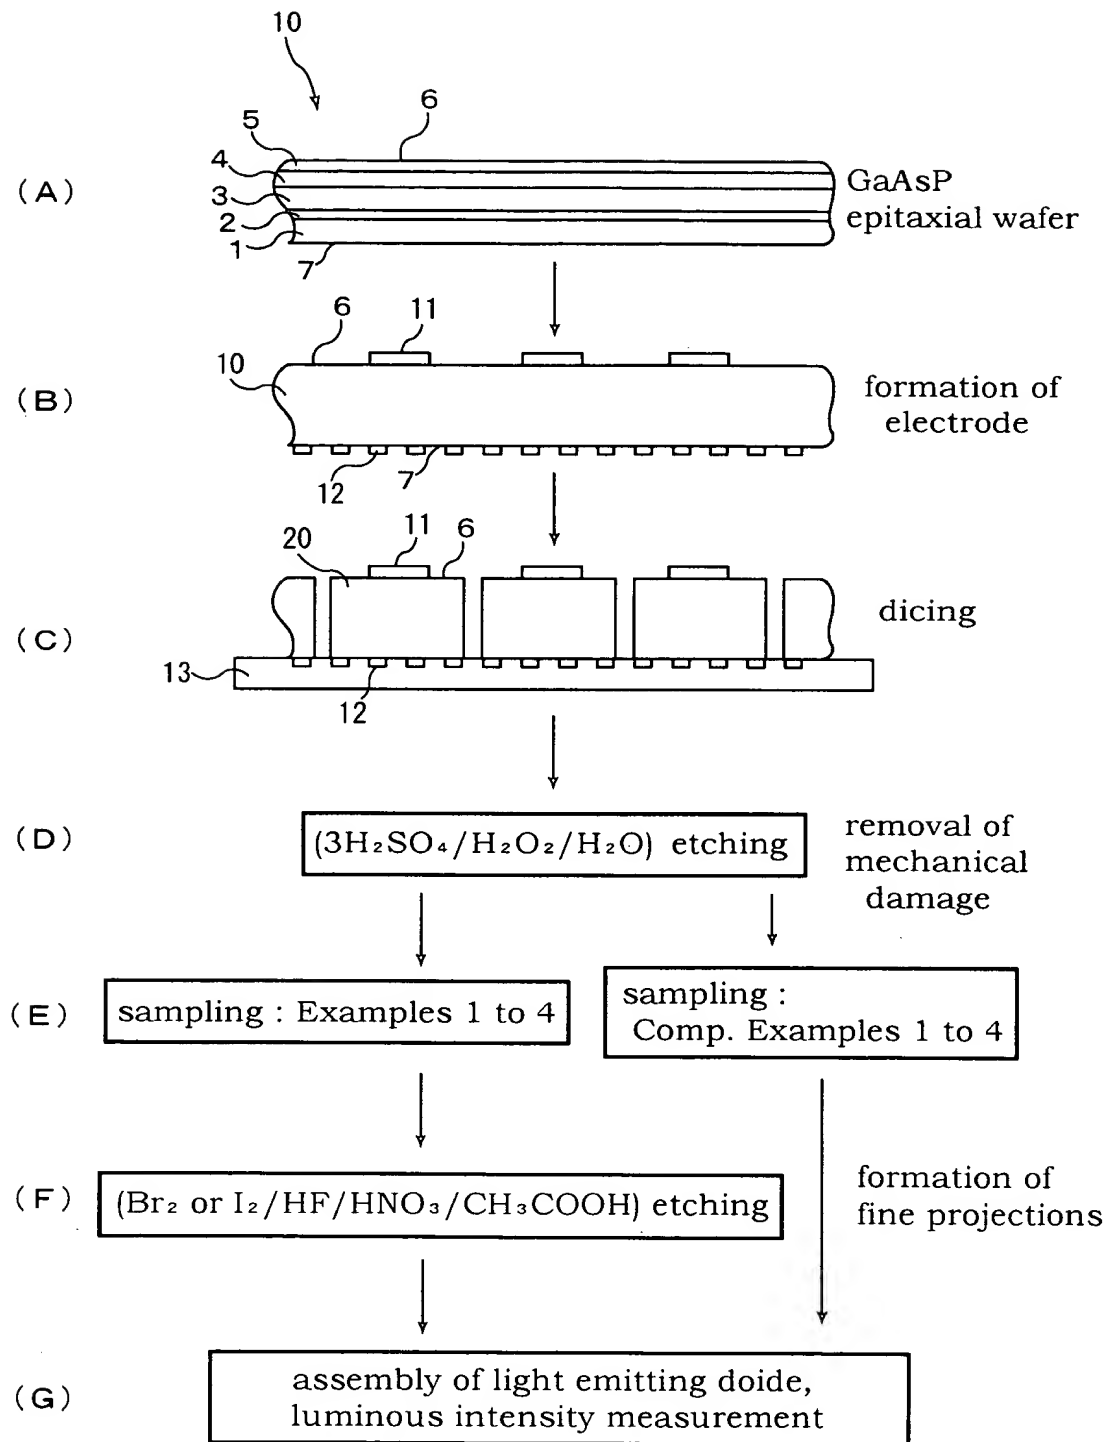 10
6
5
4
3
2
1
7
(A)
GaAsP
epitaxial wafer
6
11
10
(B)
formation of
electrode
12
7
20
11
6
(C)
dicing
13
12
(D)
(3H₂SO₄/H₂O₂/H₂O) etching
removal of
mechanical
damage
(E)
sampling : Examples 1 to 4
sampling :
Comp. Examples 1 to 4
(F)
(Br₂ or I₂/HF/HNO₃/CH₃COOH) etching
formation of
fine projections
(G)
assembly of light emitting doide,
luminous intensity measurement